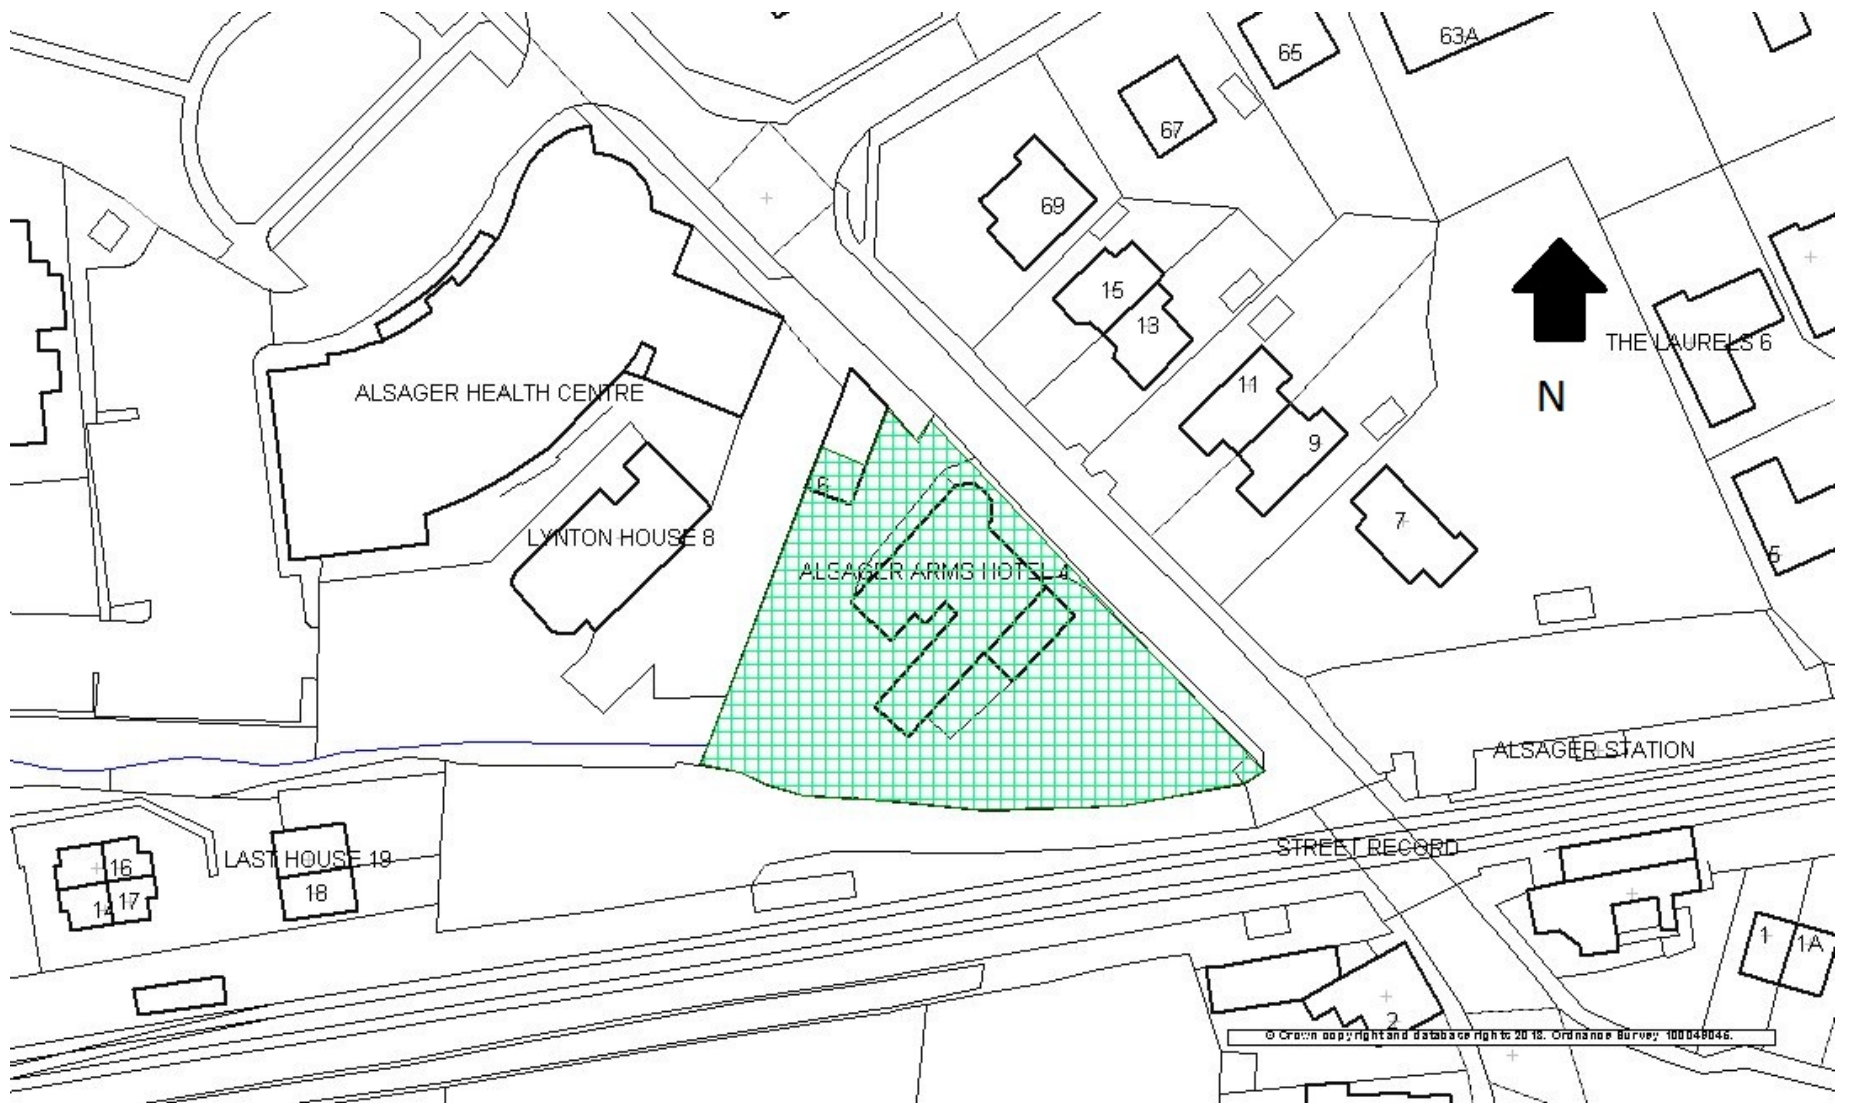 63A
65
67
69
15
13
THE LAURELS 6
11
ALSAGER HEALTH CENTRE
N
9
6
7
LYNTON HOUSE 8
5
ALSAGER ARMS HOTEL 4
ALSAGER STATION
STREET RECORD
LAST HOUSE 19
16
18
17
1
1A
2
© Crown copyright and database rights 2018. Ordnance Survey 100049045.